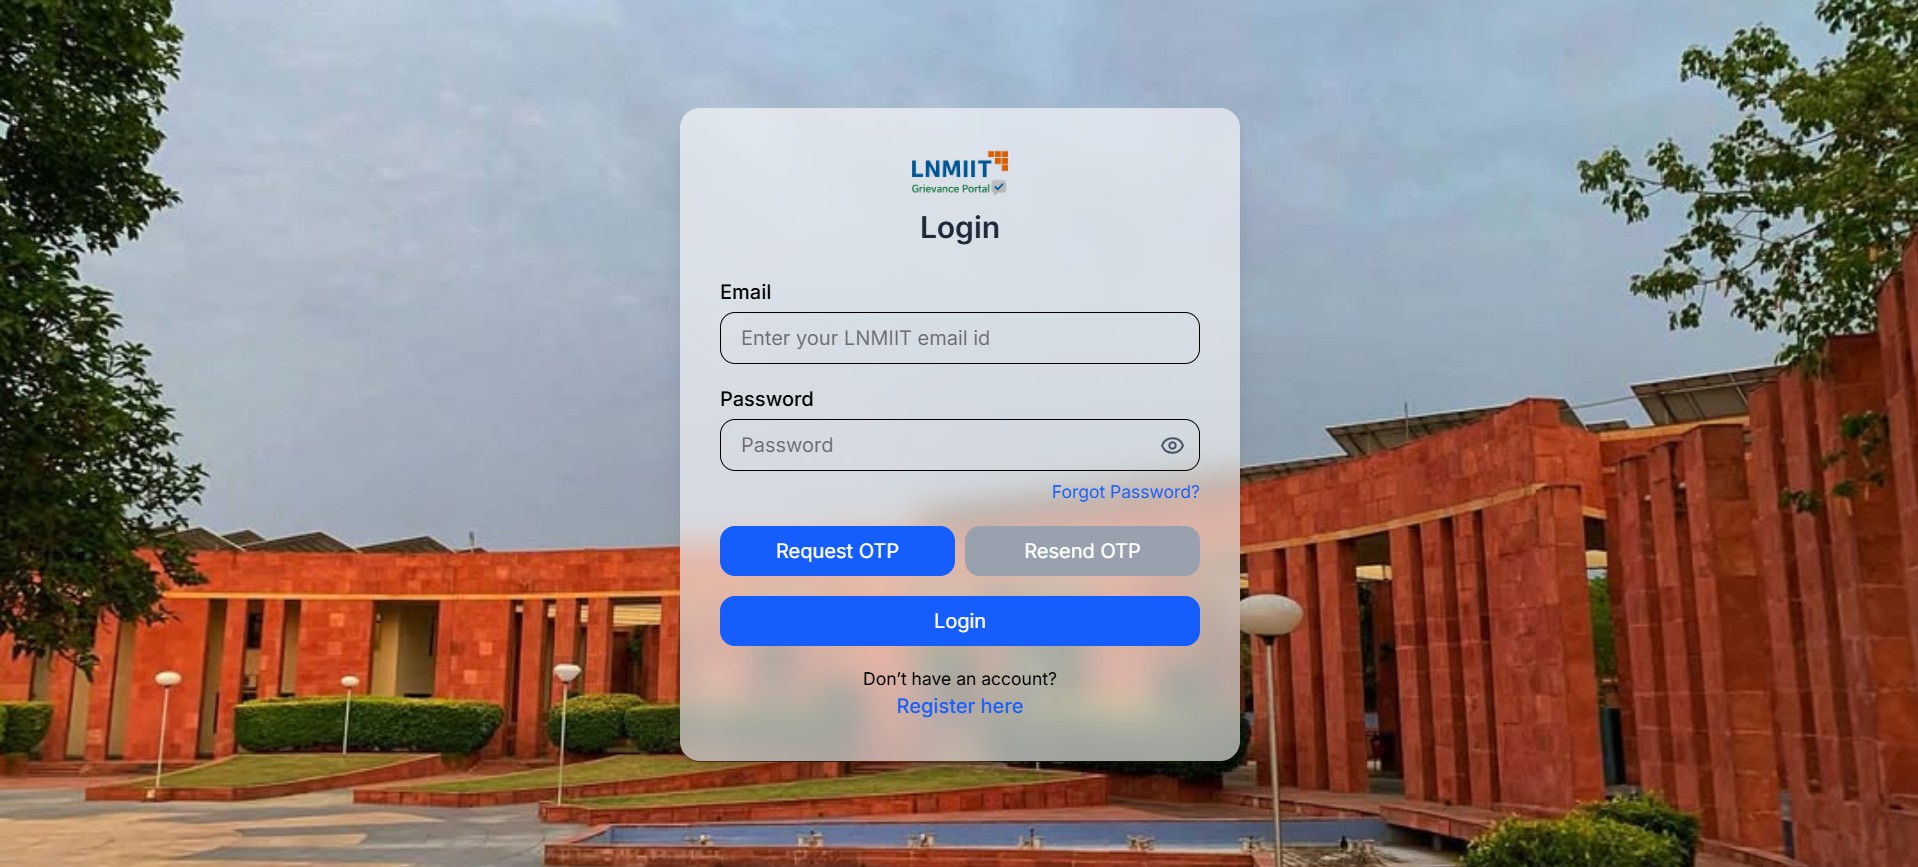 LNMIIT
Grievance Portal
Login
Email
Enter your LNMIIT email id
Password
Password
Forgot Password?
Request OTP
Resend OTP
Login
Don’t have an account?
Register here